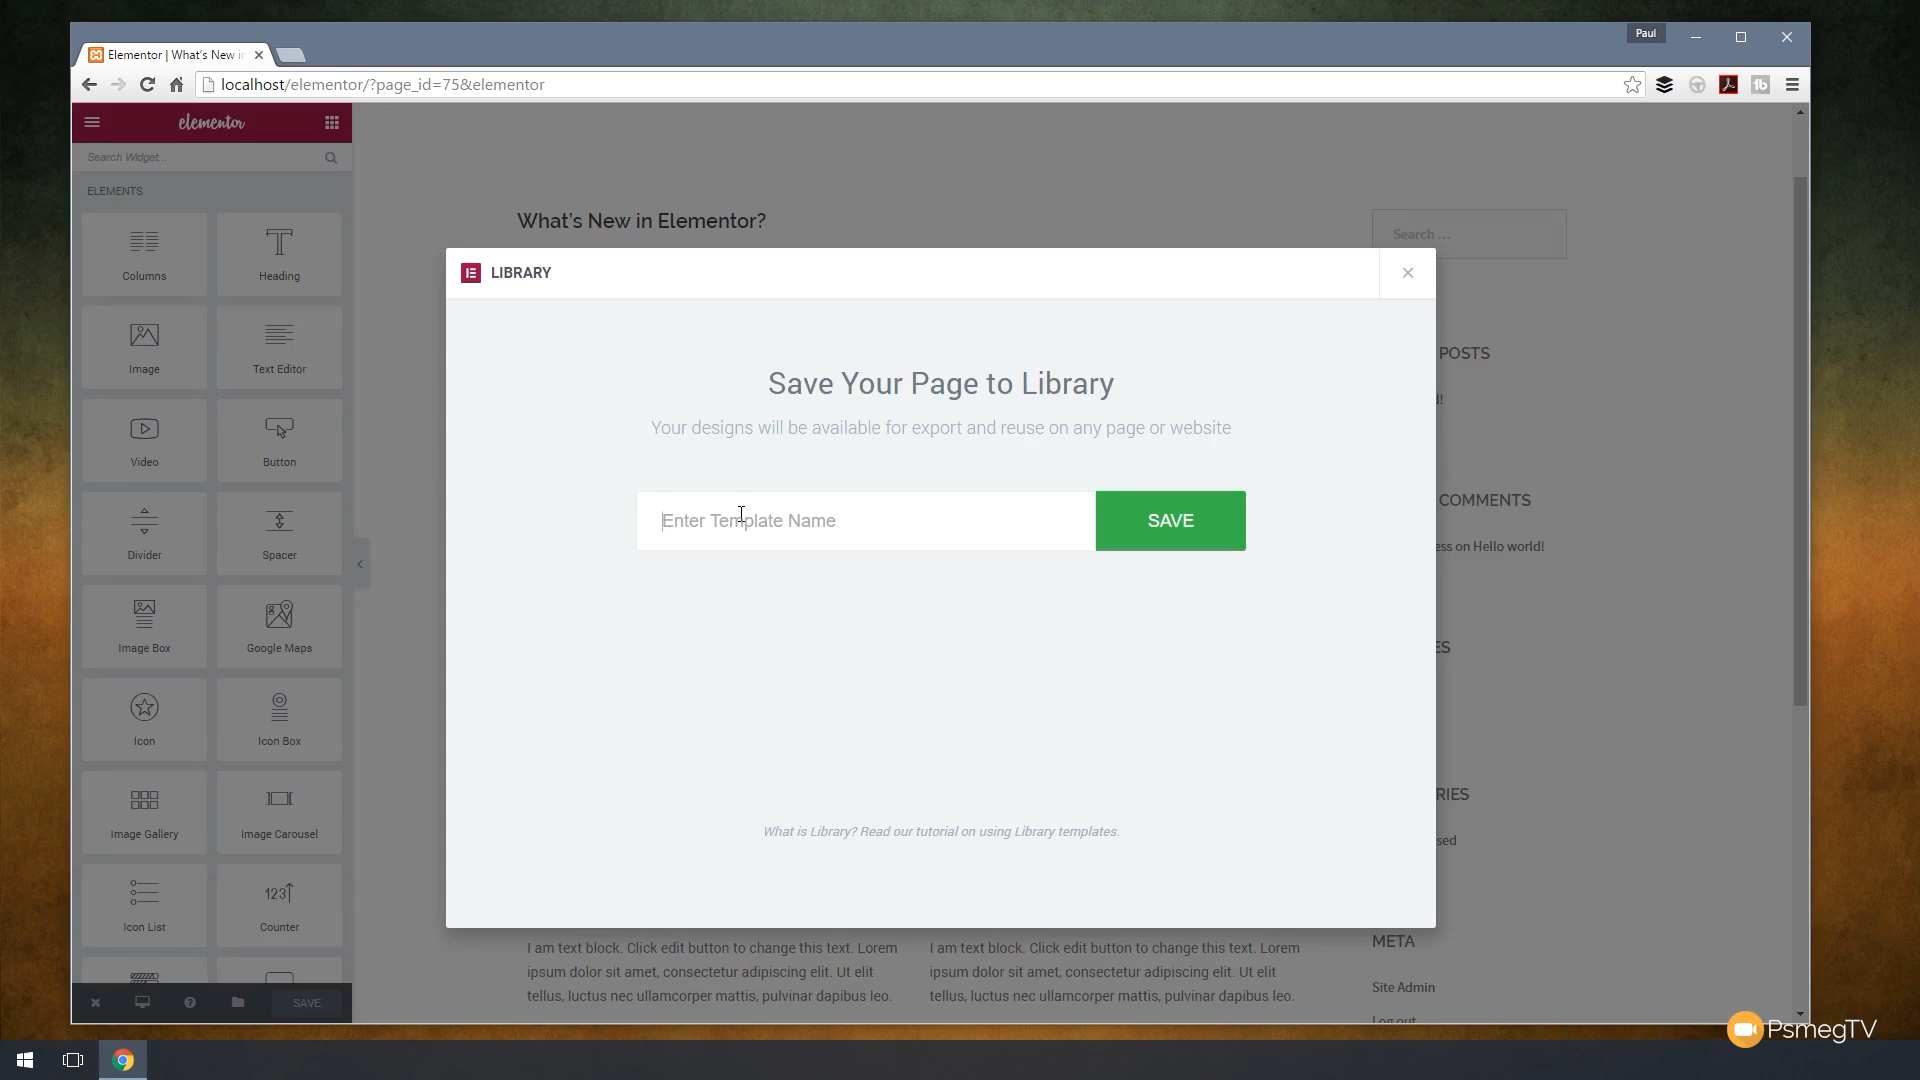 Paul
Elementor | What's New in
localhost/elementor/?page_id=75&elementor
elementor
Search Widget...
ELEMENTS
Columns
Heading
Image
Text Editor
Video
Button
Divider
Spacer
Image Box
Google Maps
Icon
Icon Box
Image Gallery
Image Carousel
Icon List
123
Counter
SAVE
What's New in Elementor?
Search ...
LIBRARY
Save Your Page to Library
Your designs will be available for export and reuse on any page or website
Enter Template Name
SAVE
What is Library? Read our tutorial on using Library templates.
POSTS
d!
COMMENTS
ess on Hello world!
ES
RIES
sed
META
Site Admin
Log out
I am text block. Click edit button to change this text. Lorem
ipsum dolor sit amet, consectetur adipiscing elit. Ut elit
tellus, luctus nec ullamcorper mattis, pulvinar dapibus leo.
I am text block. Click edit button to change this text. Lorem
ipsum dolor sit amet, consectetur adipiscing elit. Ut elit
tellus, luctus nec ullamcorper mattis, pulvinar dapibus leo.
PsmegTV